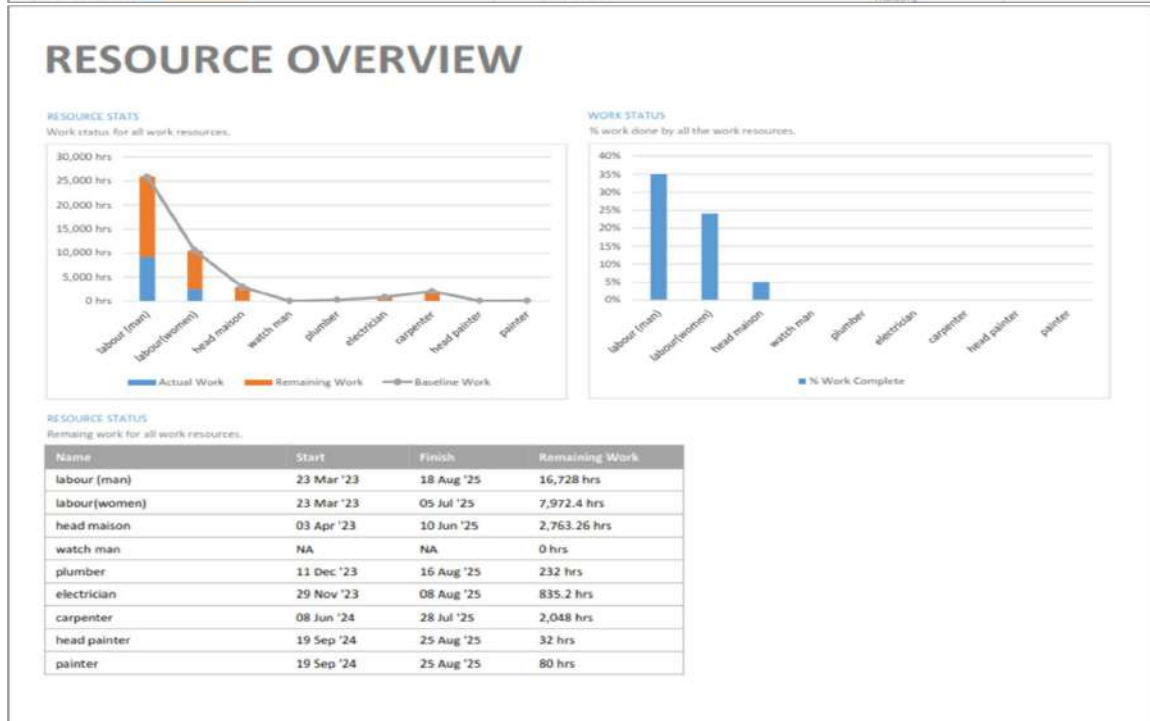 RESOURCE OVERVIEW
RESOURCE STATS
Work status for all work resources.
30,000 hrs
25,000 hrs
20,000 hrs
15,000 hrs
10,000 hrs
5,000 hrs
0 hrs
labour (man)
labour(women)
head maison
watch man
plumber
electrician
carpenter
head painter
painter
Actual Work Remaining Work Baseline Work
WORK STATUS
% work done by all the work resources.
40%
35%
30%
25%
20%
15%
10%
5%
0%
labour (man)
labour(women)
head maison
watch man
plumber
electrician
carpenter
head painter
painter
% Work Complete
RESOURCE STATUS
Remaing work for all work resources.
Name Start Finish Remaining Work
labour (man) 23 Mar '23 18 Aug '25 16,728 hrs
labour(women) 23 Mar '23 05 Jul '25 7,972.4 hrs
head maison 03 Apr '23 10 Jun '25 2,763.26 hrs
watch man NA NA 0 hrs
plumber 11 Dec '23 16 Aug '25 232 hrs
electrician 29 Nov '23 08 Aug '25 835.2 hrs
carpenter 08 Jun '24 28 Jul '25 2,048 hrs
head painter 19 Sep '24 25 Aug '25 32 hrs
painter 19 Sep '24 25 Aug '25 80 hrs